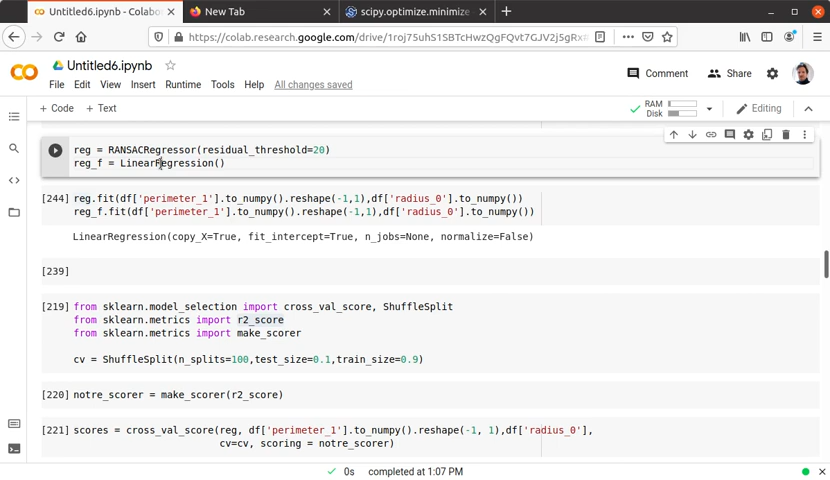 Untitled6.ipynb - Colabo
New Tab
scipy.optimize.minimize -
https://colab.research.google.com/drive/1roj75uhS1SBTcHwzQgFQvt7GJV2j5gRxa
Untitled6.ipynb
File Edit View Insert Runtime Tools Help All changes saved
Comment Share
+ Code + Text
RAM
Disk
Editing
reg = RANSACRegressor(residual_threshold=20)
reg_f = LinearRegression()
[244] reg.fit(df['perimeter_1'].to_numpy().reshape(-1,1),df['radius_0'].to_numpy())
reg_f.fit(df['perimeter_1'].to_numpy().reshape(-1,1),df['radius_0'].to_numpy())
LinearRegression(copy_X=True, fit_intercept=True, n_jobs=None, normalize=False)
[239]
[219] from sklearn.model_selection import cross_val_score, ShuffleSplit
from sklearn.metrics import r2_score
from sklearn.metrics import make_scorer
cv = ShuffleSplit(n_splits=100,test_size=0.1,train_size=0.9)
[220] notre_scorer = make_scorer(r2_score)
[221] scores = cross_val_score(reg, df['perimeter_1'].to_numpy().reshape(-1, 1),df['radius_0'],
cv=cv, scoring = notre_scorer)
0s completed at 1:07 PM